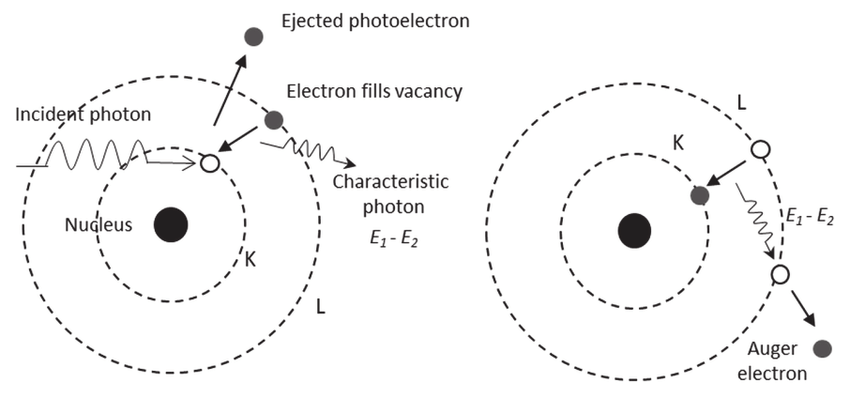 Ejected photoelectron
Electron fills vacancy
Incident photon
Characteristic
photon
E₁ - E₂
Nucleus
K
L
L
K
E₁ - E₂
Auger
electron